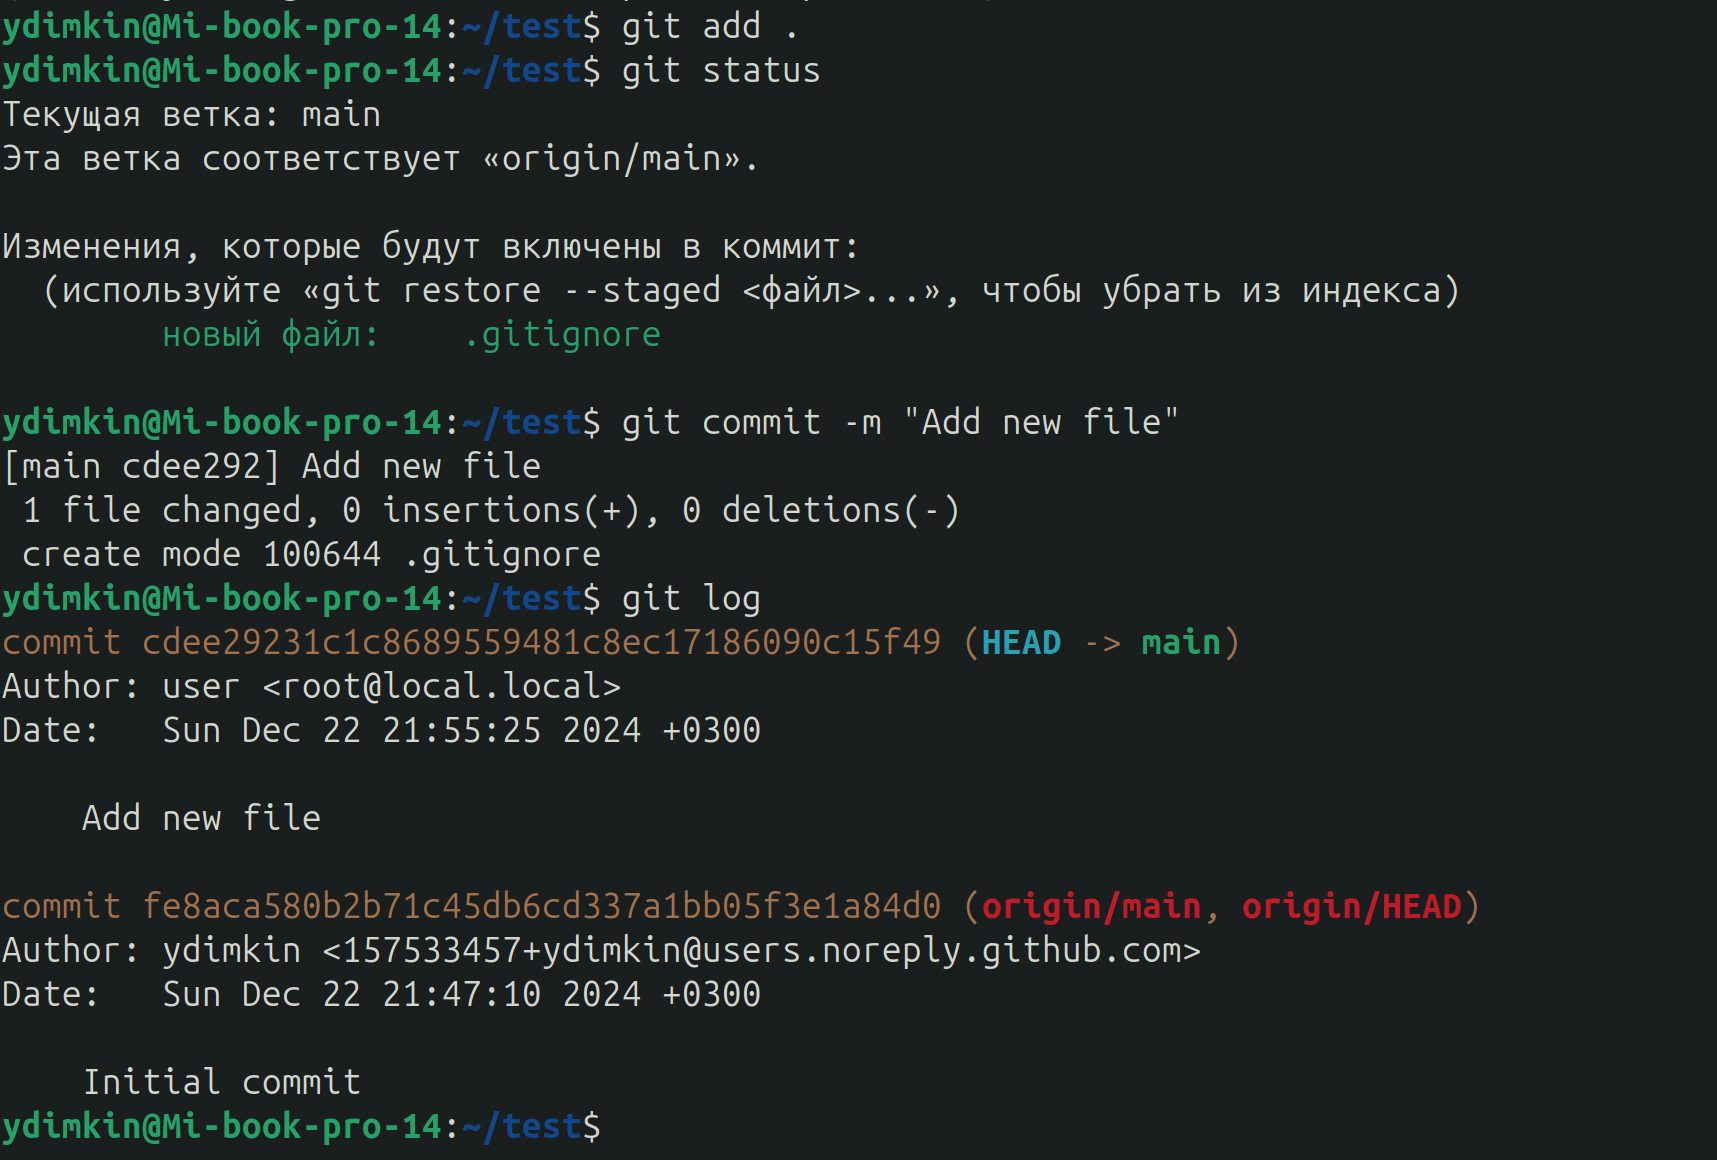 ydimkin@Mi-book-pro-14:~/test$ git add .
ydimkin@Mi-book-pro-14:~/test$ git status
Текущая ветка: main
Эта ветка соответствует «origin/main».
Изменения, которые будут включены в коммит:
  (используйте «git restore --staged <файл>...», чтобы убрать из индекса)
        новый файл:    .gitignore
ydimkin@Mi-book-pro-14:~/test$ git commit -m "Add new file"
[main cdee292] Add new file
 1 file changed, 0 insertions(+), 0 deletions(-)
 create mode 100644 .gitignore
ydimkin@Mi-book-pro-14:~/test$ git log
commit cdee29231c1c8689559481c8ec17186090c15f49 (HEAD -> main)
Author: user <root@local.local>
Date:   Sun Dec 22 21:55:25 2024 +0300
    Add new file
commit fe8aca580b2b71c45db6cd337a1bb05f3e1a84d0 (origin/main, origin/HEAD)
Author: ydimkin <157533457+ydimkin@users.noreply.github.com>
Date:   Sun Dec 22 21:47:10 2024 +0300
    Initial commit
ydimkin@Mi-book-pro-14:~/test$